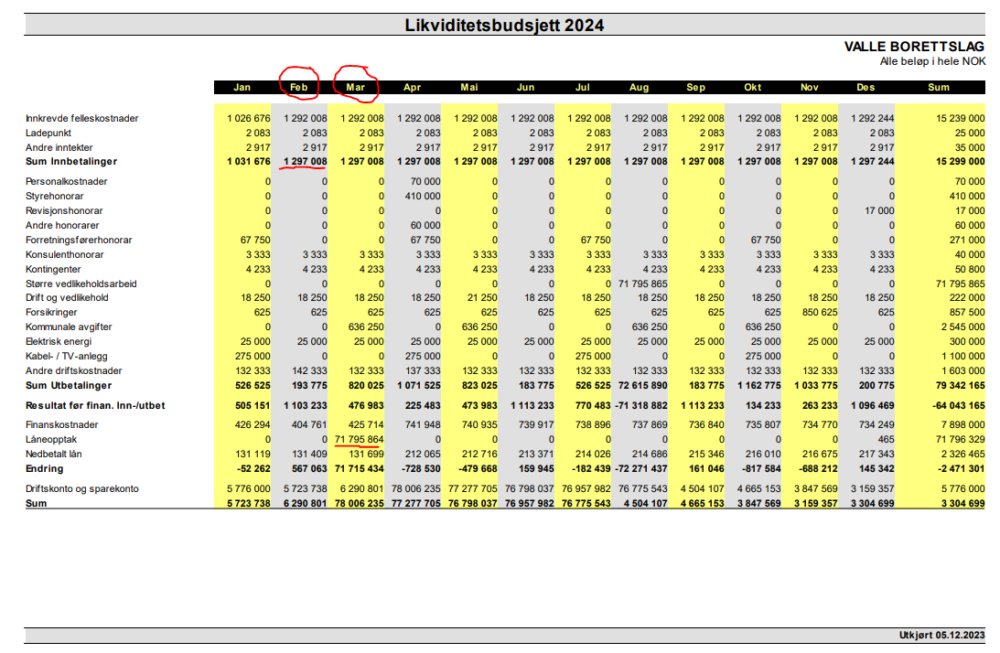 Likviditetsbudsjett 2024
VALLE BORETTSLAG
Alle beløp i hele NOK
Jan Feb Mar Apr Mai Jun Jul Aug Sep Okt Nov Des Sum
Innkrevde felleskostnader 1 026 676 1 292 008 1 292 008 1 292 008 1 292 008 1 292 008 1 292 008 1 292 008 1 292 008 1 292 008 1 292 008 1 292 244 15 239 000
Ladepunkt 2 083 2 083 2 083 2 083 2 083 2 083 2 083 2 083 2 083 2 083 2 083 2 083 25 000
Andre inntekter 2 917 2 917 2 917 2 917 2 917 2 917 2 917 2 917 2 917 2 917 2 917 2 917 35 000
Sum Innbetalinger 1 031 676 1 297 008 1 297 008 1 297 008 1 297 008 1 297 008 1 297 008 1 297 008 1 297 008 1 297 008 1 297 008 1 297 244 15 299 000
Personalkostnader 0 0 0 70 000 0 0 0 0 0 0 0 0 70 000
Styrehonorar 0 0 0 410 000 0 0 0 0 0 0 0 0 410 000
Revisjonshonorar 0 0 0 0 0 0 0 0 0 0 0 17 000 17 000
Andre honorarer 0 0 0 60 000 0 0 0 0 0 0 0 0 60 000
Forretningsførerhonorar 67 750 0 0 67 750 0 0 67 750 0 0 67 750 0 0 271 000
Konsulenthonorar 3 333 3 333 3 333 3 333 3 333 3 333 3 333 3 333 3 333 3 333 3 333 3 333 40 000
Kontingenter 4 233 4 233 4 233 4 233 4 233 4 233 4 233 4 233 4 233 4 233 4 233 4 233 50 800
Større vedlikeholdsarbeid 0 0 0 0 0 0 0 71 795 865 0 0 0 0 71 795 865
Drift og vedlikehold 18 250 18 250 18 250 18 250 21 250 18 250 18 250 18 250 18 250 18 250 18 250 18 250 222 000
Forsikringer 625 625 625 625 625 625 625 625 625 625 850 625 625 857 500
Kommunale avgifter 0 0 636 250 0 636 250 0 0 636 250 0 636 250 0 0 2 545 000
Elektrisk energi 25 000 25 000 25 000 25 000 25 000 25 000 25 000 25 000 25 000 25 000 25 000 25 000 300 000
Kabel- / TV-anlegg 275 000 0 0 275 000 0 0 275 000 0 0 275 000 0 0 1 100 000
Andre driftskostnader 132 333 142 333 132 333 137 333 132 333 132 333 132 333 132 333 132 333 132 333 132 333 132 333 1 603 000
Sum Utbetalinger 526 525 193 775 820 025 1 071 525 823 025 183 775 526 525 72 615 890 183 775 1 162 775 1 033 775 200 775 79 342 165
Resultat før finan. Inn-/utbet 505 151 1 103 233 476 983 225 483 473 983 1 113 233 770 483 -71 318 882 1 113 233 134 233 263 233 1 096 469 -64 043 165
Finanskostnader 426 294 404 761 425 714 741 948 740 935 739 917 738 896 737 869 736 840 735 807 734 770 734 249 7 898 000
Låneopptak 0 0 71 795 864 0 0 0 0 0 0 0 0 465 71 796 329
Nedbetalt lån 131 119 131 409 131 699 212 065 212 716 213 371 214 026 214 686 215 346 216 010 216 675 217 343 2 326 465
Endring -52 262 567 063 71 715 434 -728 530 -479 668 159 945 -182 439 -72 271 437 161 046 -817 584 -688 212 145 342 -2 471 301
Driftskonto og sparekonto 5 776 000 5 723 738 6 290 801 78 006 235 77 277 705 76 798 037 76 957 982 76 775 543 4 504 107 4 665 153 3 847 569 3 159 357 5 776 000
Sum 5 723 738 6 290 801 78 006 235 77 277 705 76 798 037 76 957 982 76 775 543 4 504 107 4 665 153 3 847 569 3 159 357 3 304 699 3 304 699
Utkjørt 05.12.2023